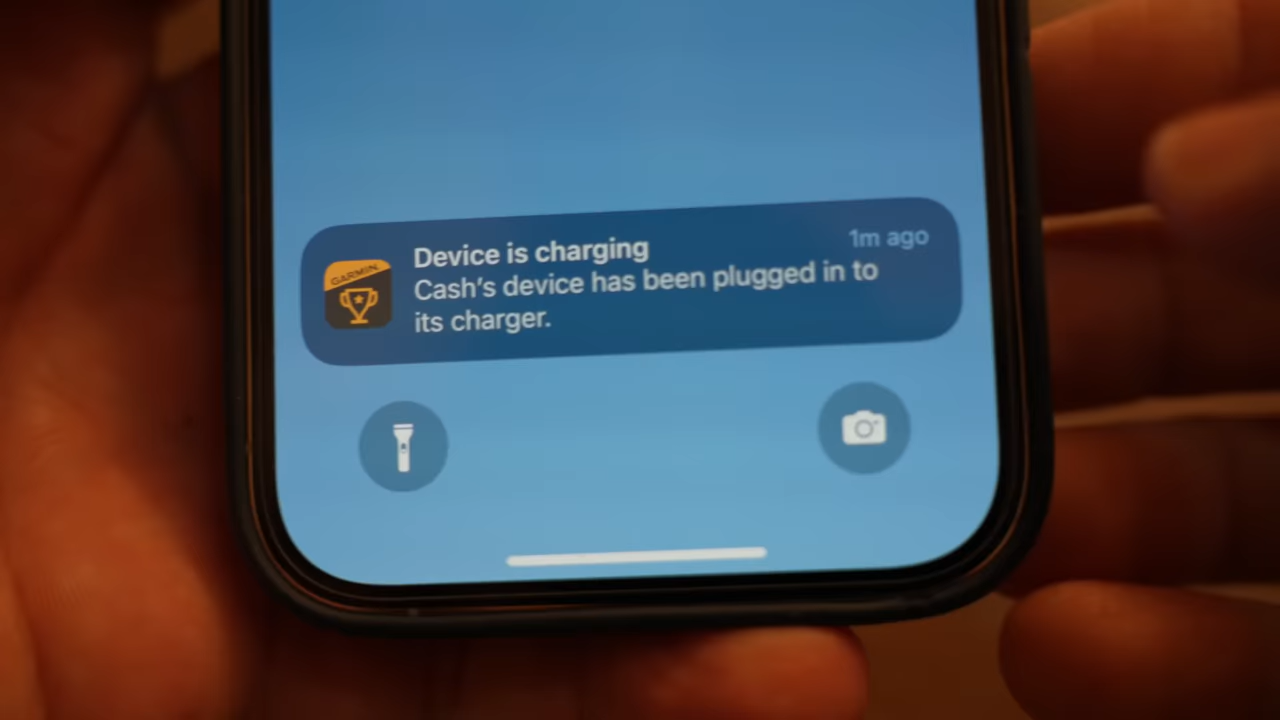 Device is charging
1m ago
Cash's device has been plugged in to
its charger.
GARMIN